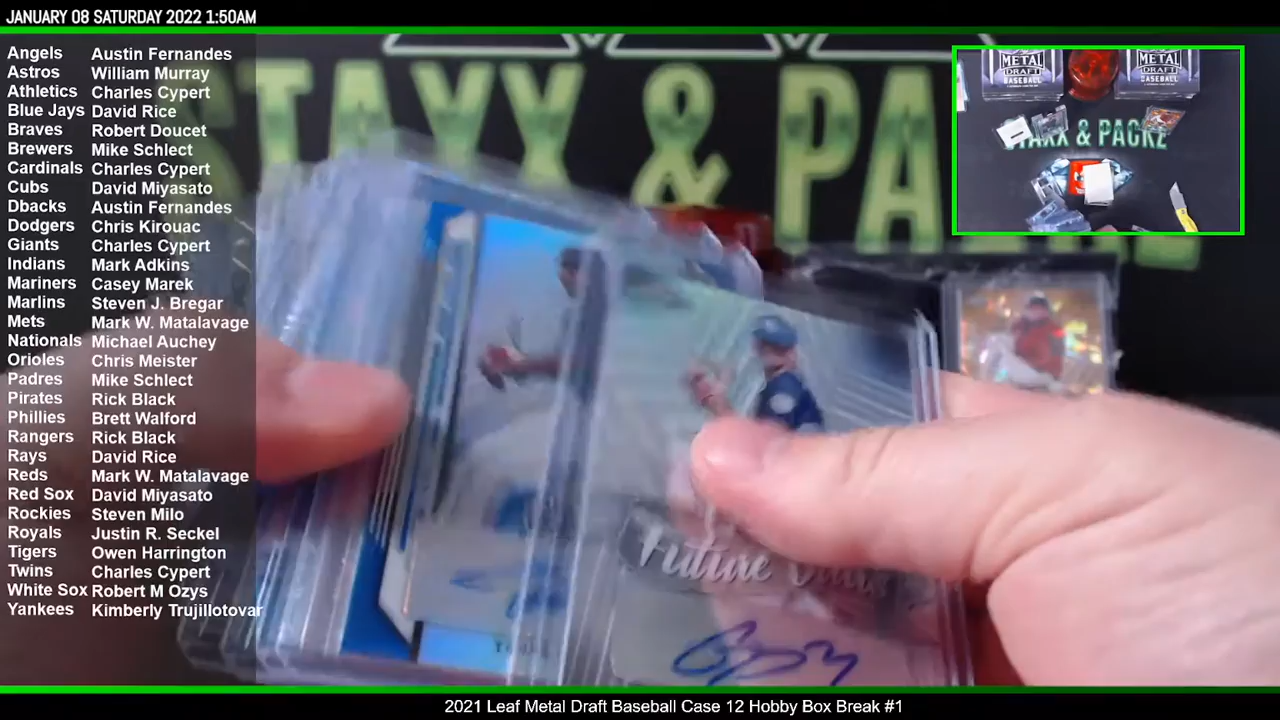 JANUARY 08 SATURDAY 2022 1:50AM
Angels Austin Fernandes
Astros William Murray
Athletics Charles Cypert
Blue Jays David Rice
Braves Robert Doucet
Brewers Mike Schlect
Cardinals Charles Cypert
Cubs David Miyasato
Dbacks Austin Fernandes
Dodgers Chris Kirouac
Giants Charles Cypert
Indians Mark Adkins
Mariners Casey Marek
Marlins Steven J. Bregar
Mets Mark W. Matalavage
Nationals Michael Auchey
Orioles Chris Meister
Padres Mike Schlect
Pirates Rick Black
Phillies Brett Walford
Rangers Rick Black
Rays David Rice
Reds Mark W. Matalavage
Red Sox David Miyasato
Rockies Steven Milo
Royals Justin R. Seckel
Tigers Owen Harrington
Twins Charles Cypert
White Sox Robert M Ozys
Yankees Kimberly Trujillotovar
STAXX & PA
METAL
DRAFT
BASEBALL
METAL
DRAFT
BASEBALL
STAXX & PACKZ
Future
2021 Leaf Metal Draft Baseball Case 12 Hobby Box Break #1